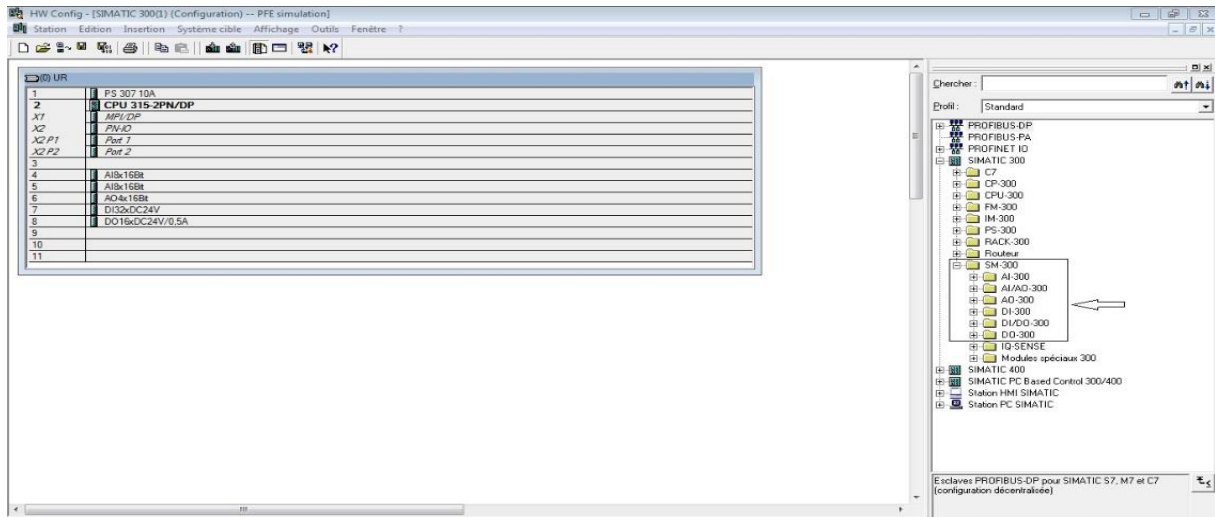 HW Config - [SIMATIC 300(1) (Configuration) -- PFE simulation]
Station Edition Insertion Système cible Affichage Outils Fenêtre ?
(0) UR
1 PS 307 10A
2 CPU 315-2PN/DP
X1 MPI/DP
X2 PN-IO
X2 P1 Port 1
X2 P2 Port 2
3
4 AI8x16Bit
5 AI8x16Bit
6 AO4x16Bit
7 DI32xDC24V
8 DO16xDC24V/0,5A
9
10
11
Chercher :
Profil : Standard
PROFIBUS-DP
PROFIBUS-PA
PROFINET IO
SIMATIC 300
C7
CP-300
CPU-300
FM-300
IM-300
PS-300
RACK-300
Routeur
SM-300
AI-300
AI/AO-300
AO-300
DI-300
DI/DO-300
DO-300
IQ-SENSE
Modules spéciaux 300
SIMATIC 400
SIMATIC PC Based Control 300/400
Station HMI SIMATIC
Station PC SIMATIC
Esclaves PROFIBUS-DP pour SIMATIC S7, M7 et C7
(configuration décentralisée)